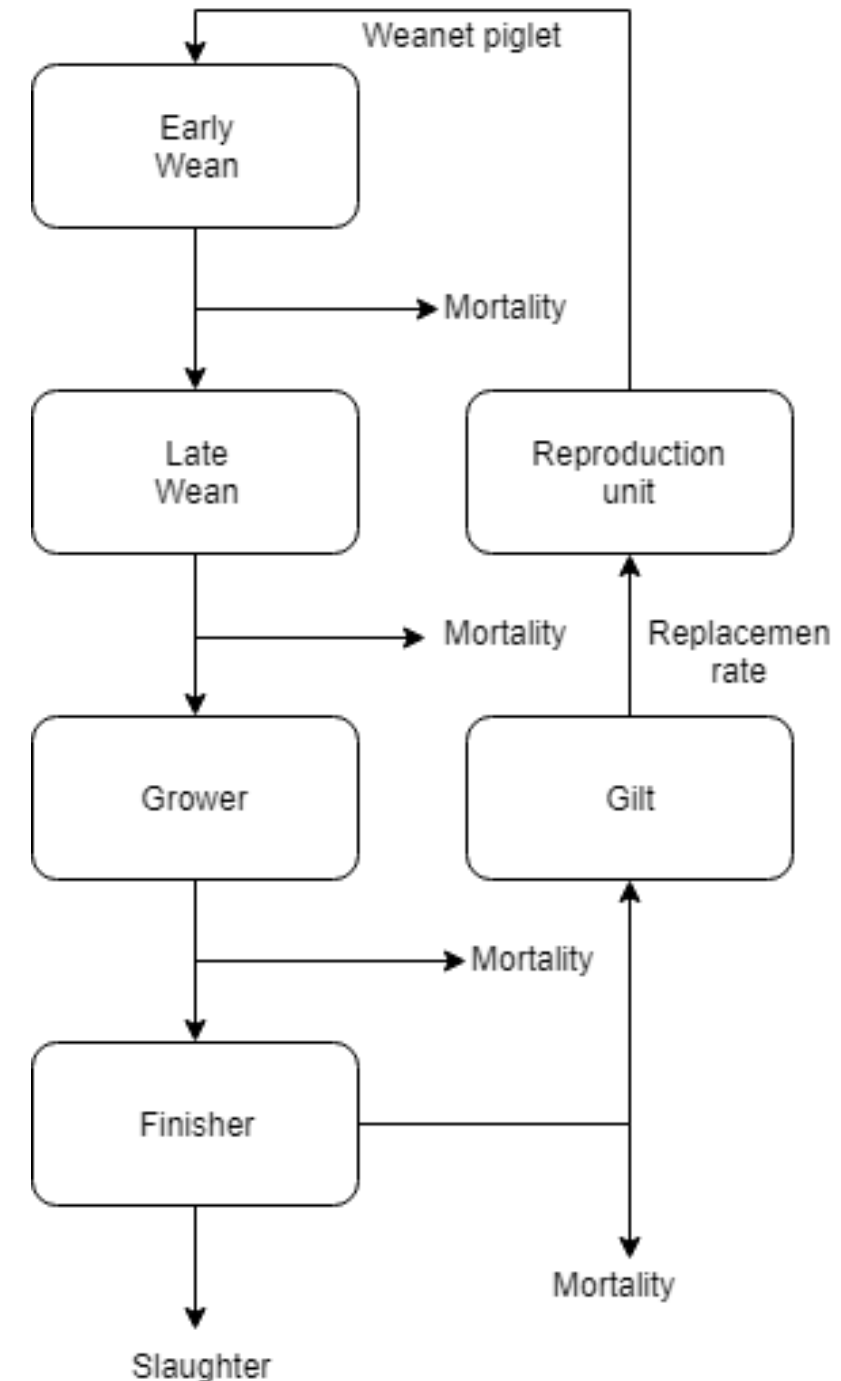 Weanet piglet
Early
Wean
Mortality
Late
Wean
Reproduction
unit
Mortality
Replacemen
rate
Grower
Gilt
Mortality
Finisher
Mortality
Slaughter